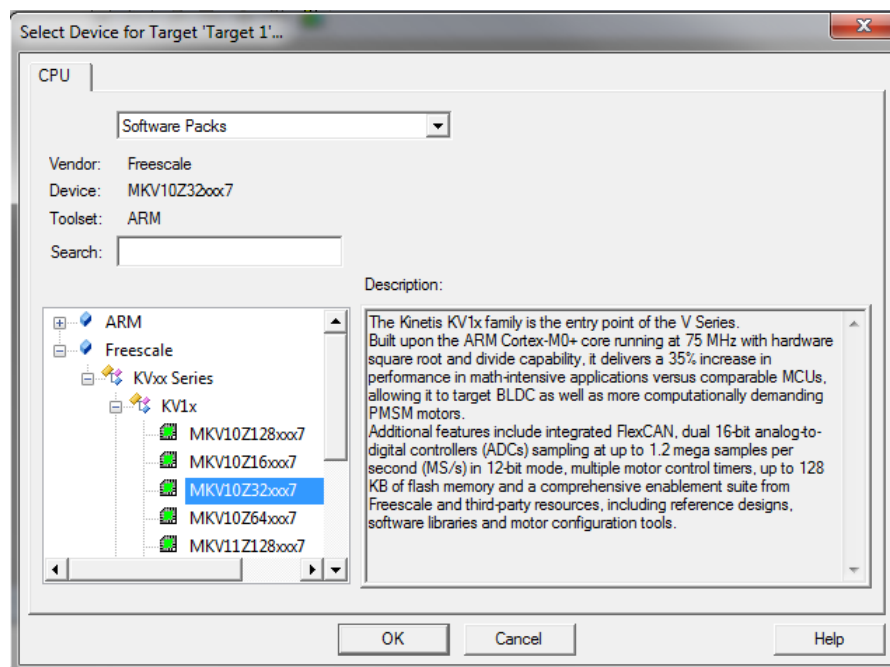 Select Device for Target 'Target 1'...
CPU
Software Packs
Vendor: Freescale
Device: MKV10Z32xxx7
Toolset: ARM
Search:
Description:
ARM
Freescale
KVxx Series
KV1x
MKV10Z128xxx7
MKV10Z16xxx7
MKV10Z32xxx7
MKV10Z64xxx7
MKV11Z128xxx7
The Kinetis KV1x family is the entry point of the V Series.
Built upon the ARM Cortex-M0+ core running at 75 MHz with hardware
square root and divide capability, it delivers a 35% increase in
performance in math-intensive applications versus comparable MCUs,
allowing it to target BLDC as well as more computationally demanding
PMSM motors.
Additional features include integrated FlexCAN, dual 16-bit analog-to-
digital controllers (ADCs) sampling at up to 1.2 mega samples per
second (MS/s) in 12-bit mode, multiple motor control timers, up to 128
KB of flash memory and a comprehensive enablement suite from
Freescale and third-party resources, including reference designs,
software libraries and motor configuration tools.
OK
Cancel
Help